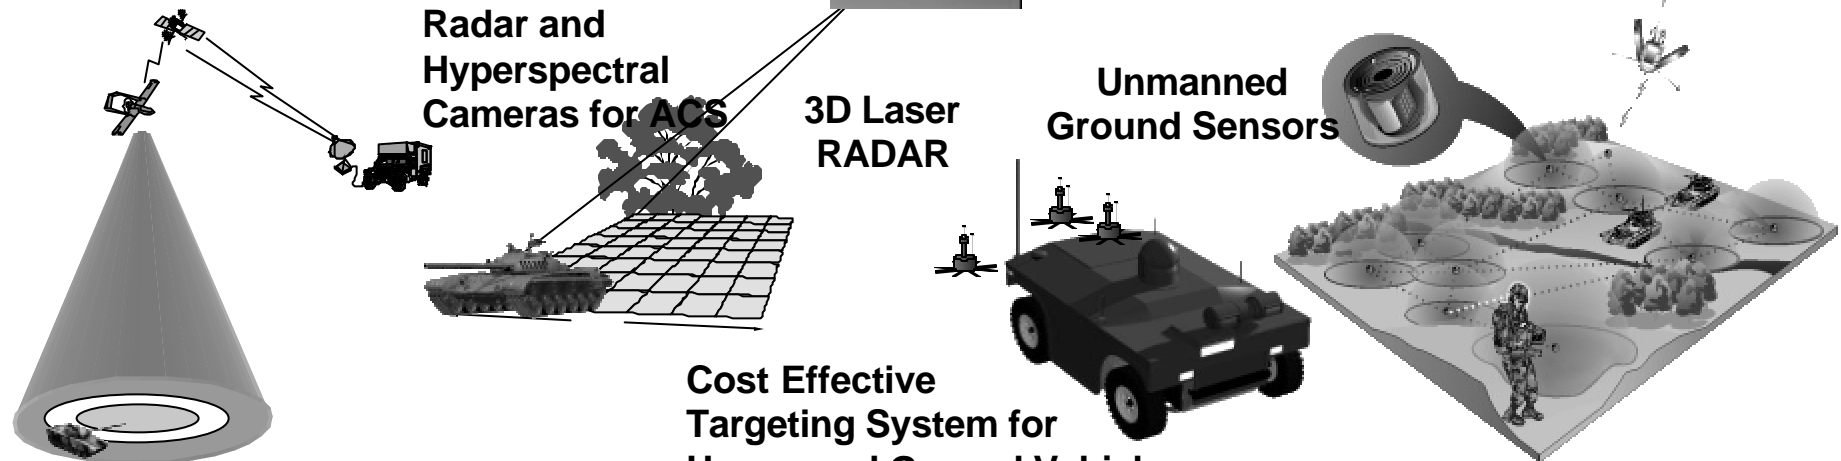 Radar and
Hyperspectral
Cameras for ACS
3D Laser
RADAR
Unmanned
Ground Sensors
Cost Effective
Targeting System for